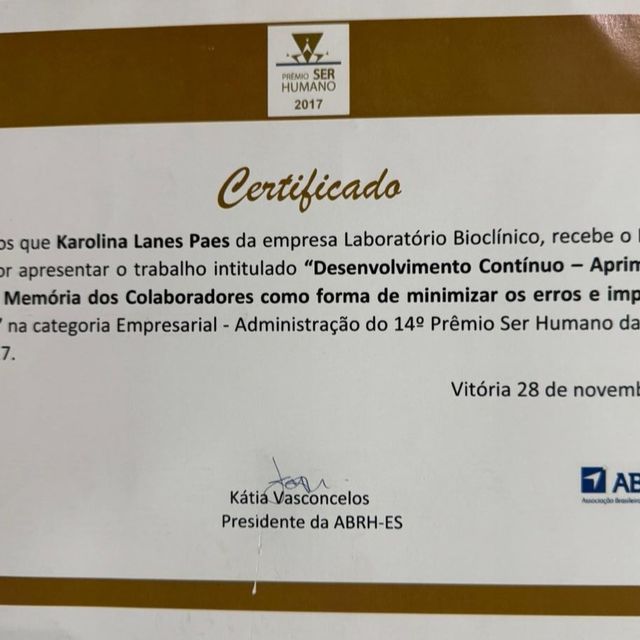 PRÊMIO SER
HUMANO
2017
Certificado
os que Karolina Lanes Paes da empresa Laboratório Bioclínico, recebe o
or apresentar o trabalho intitulado “Desenvolvimento Contínuo – Aprim
Memória dos Colaboradores como forma de minimizar os erros e imp
” na categoria Empresarial - Administração do 14º Prêmio Ser Humano da
7.
Vitória 28 de novemb
Kátia Vasconcelos
Presidente da ABRH-ES
AB
Associação Brasileira